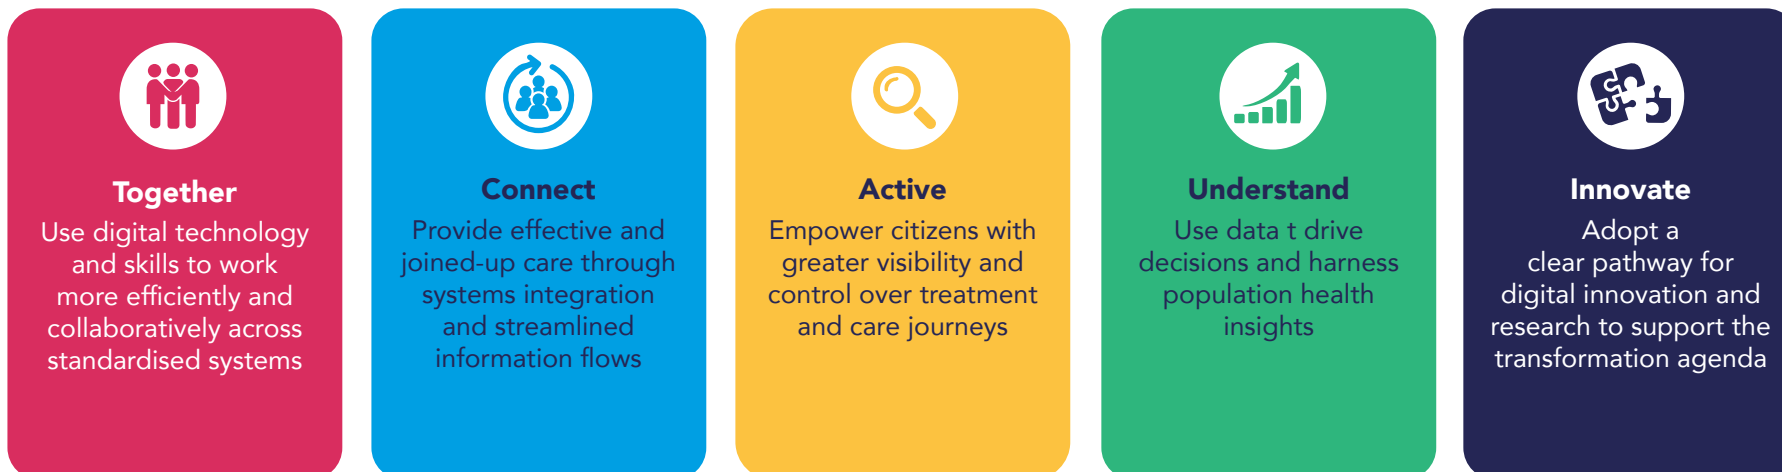 Together
Use digital technology
and skills to work
more efficiently and
collaboratively across
standardised systems
Connect
Provide effective and
joined-up care through
systems integration
and streamlined
information flows
Active
Empower citizens with
greater visibility and
control over treatment
and care journeys
Understand
Use data t drive
decisions and harness
population health
insights
Innovate
Adopt a
clear pathway for
digital innovation and
research to support the
transformation agenda